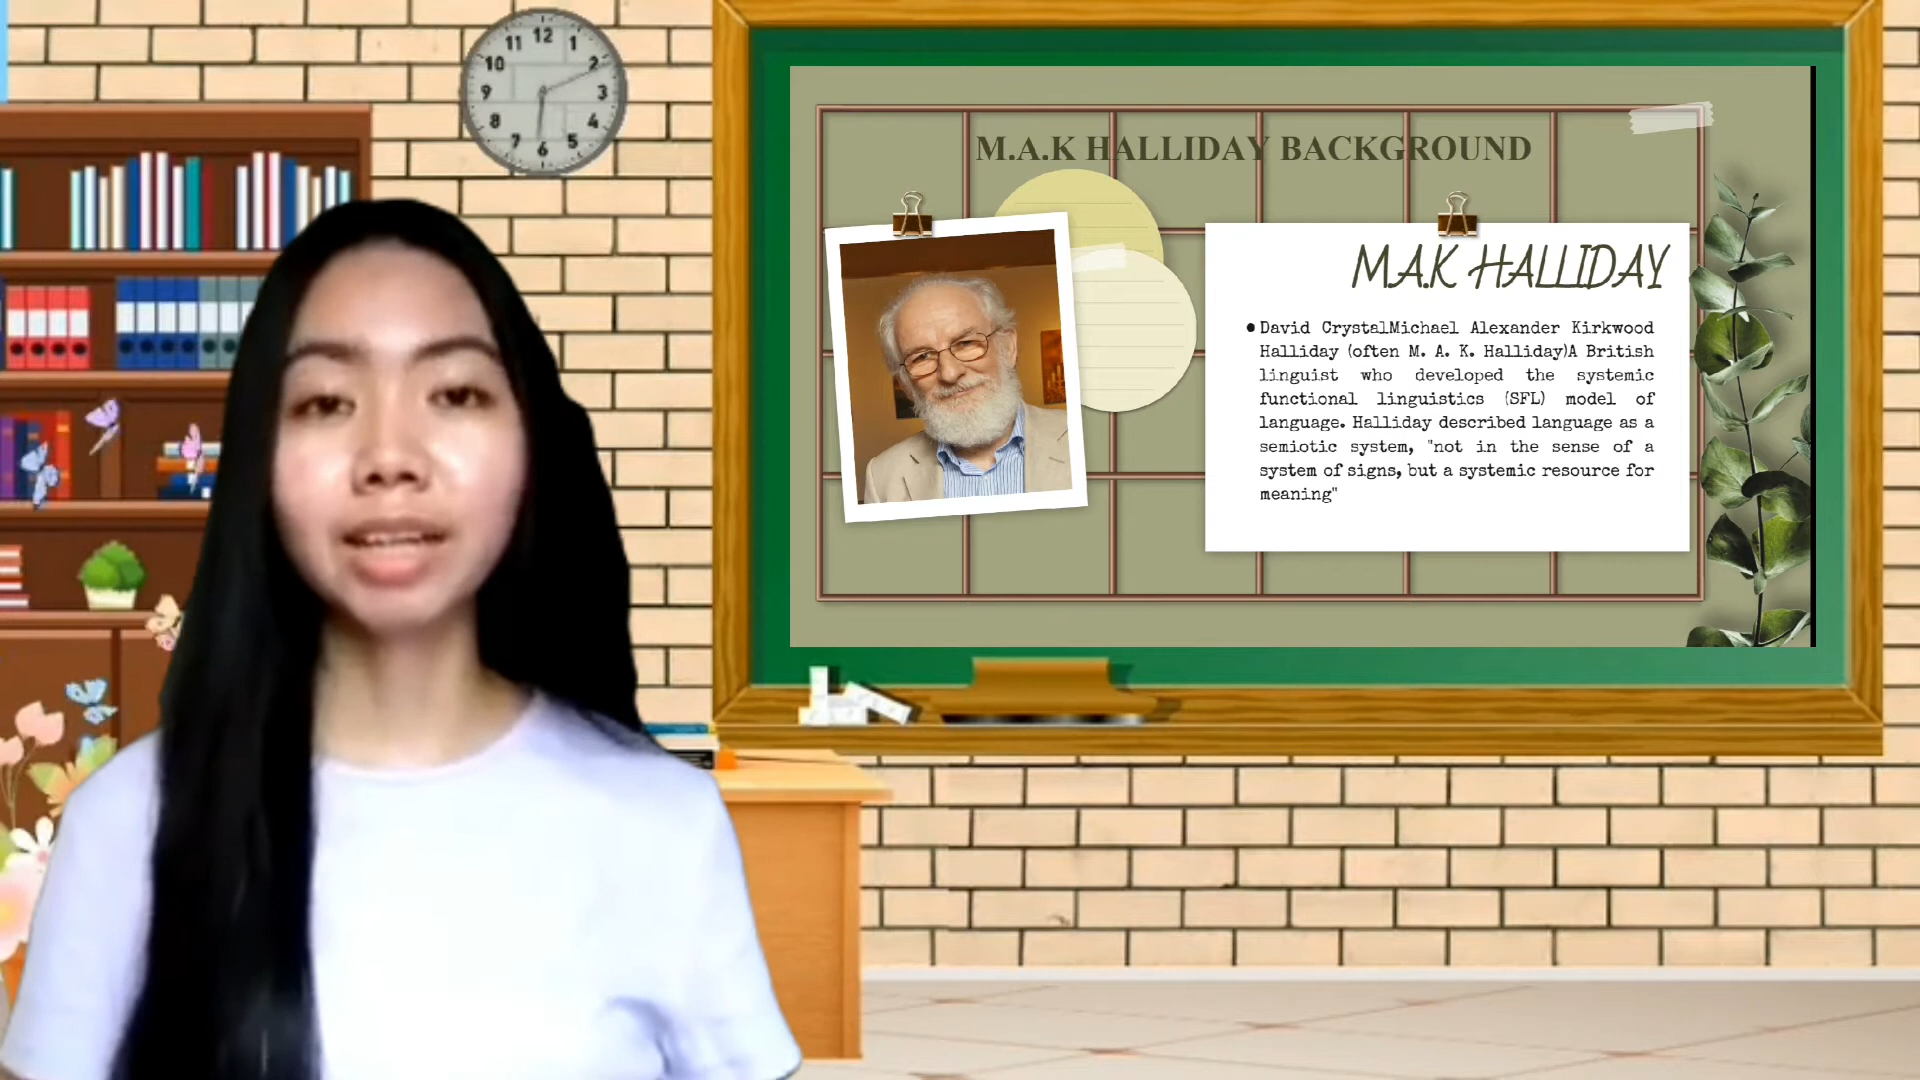 11 12 1
10 2
9 3
8 4
7 6 5
M.A.K HALLIDAY BACKGROUND
M.A.K HALLIDAY
● David CrystalMichael Alexander Kirkwood
Halliday (often M. A. K. Halliday)A British
linguist who developed the systemic
functional linguistics (SFL) model of
language. Halliday described language as a
semiotic system, "not in the sense of a
system of signs, but a systemic resource for
meaning"